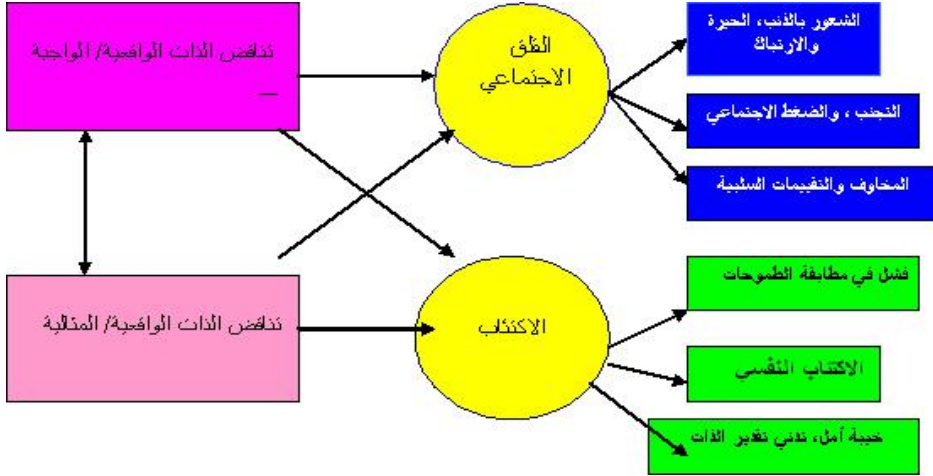 تناقض الذات الواقعية/ الواجبة
القلق
الاجتماعي
الشعور بالذنب، الحيرة
والارتباك
التجنب ، والضغط الاجتماعي
المخاوف والتقييمات السلبية
تناقض الذات الواقعية/ المثالية
الاكتئاب
فشل في مطابقة الطموحات
الاكتئاب النفسي
خيبة أمل، تدني تقدير الذات